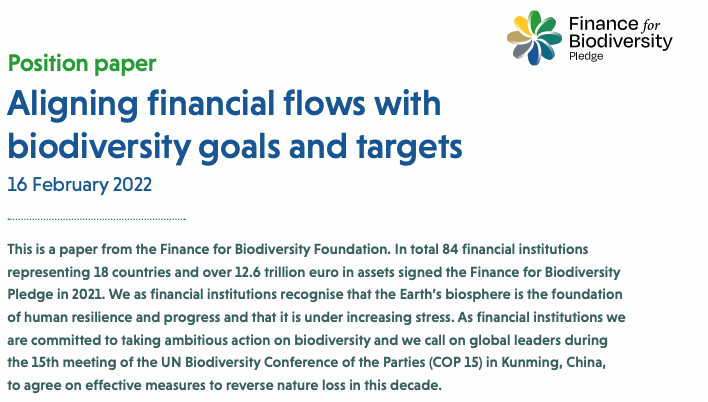 Finance for
Biodiversity
Pledge
Position paper
Aligning financial flows with
biodiversity goals and targets
16 February 2022
This is a paper from the Finance for Biodiversity Foundation. In total 84 financial institutions
representing 18 countries and over 12.6 trillion euro in assets signed the Finance for Biodiversity
Pledge in 2021. We as financial institutions recognise that the Earth's biosphere is the foundation
of human resilience and progress and that it is under increasing stress. As financial institutions we
are committed to taking ambitious action on biodiversity and we call on global leaders during
the 15th meeting of the UN Biodiversity Conference of the Parties (COP 15) in Kunming, China,
to agree on effective measures to reverse nature loss in this decade.